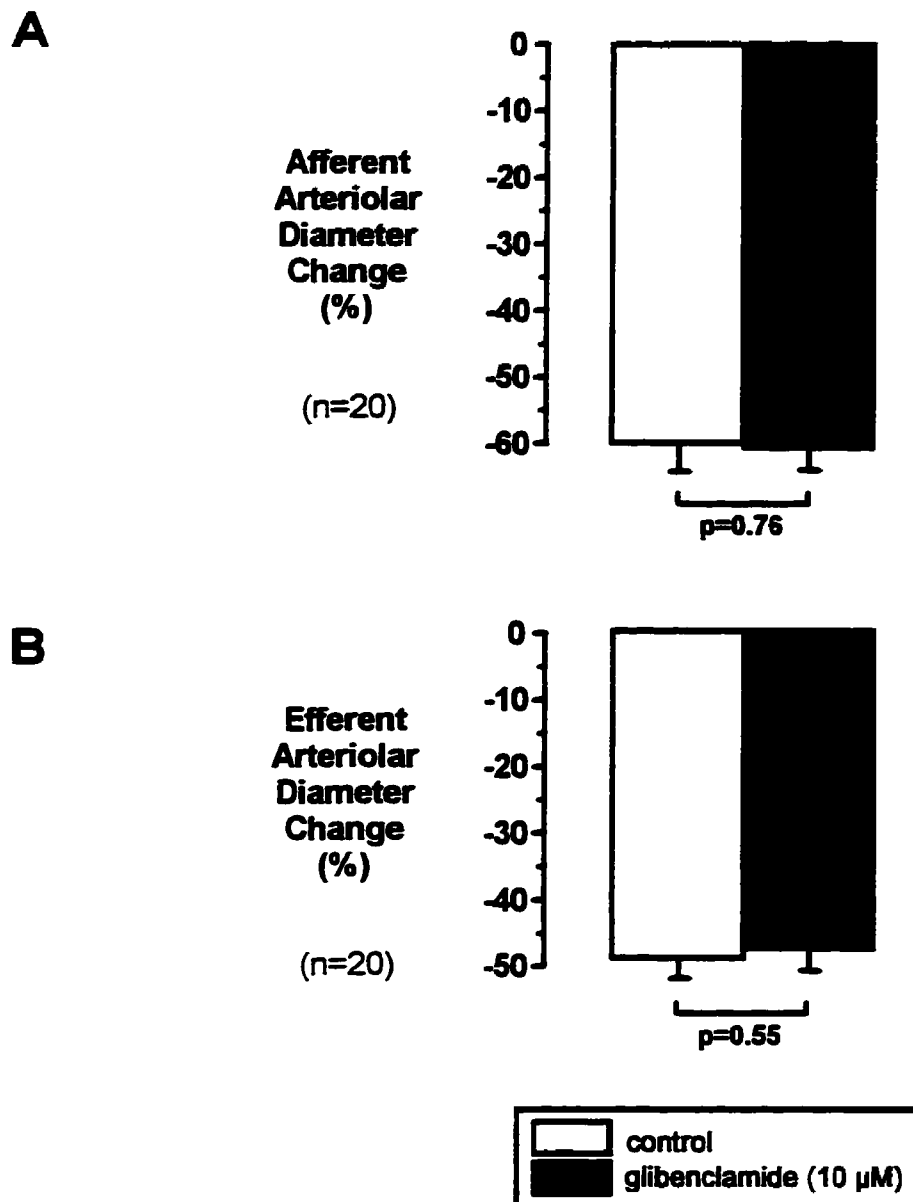 A
0
-10
-20
-30
-40
-50
-60
Afferent
Arteriolar
Diameter
Change
(%)
(n=20)
p=0.76
B
0
-10
-20
-30
-40
-50
Efferent
Arteriolar
Diameter
Change
(%)
(n=20)
p=0.55
control
glibenclamide (10 µM)